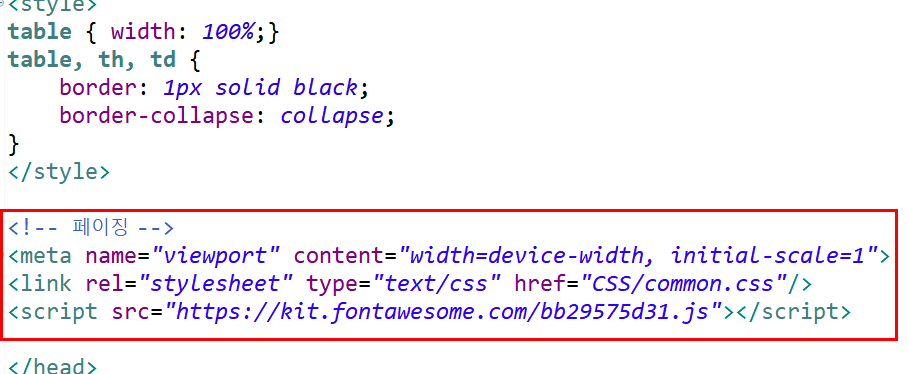 <style>
table { width: 100%;}
table, th, td {
    border: 1px solid black;
    border-collapse: collapse;
}
</style>
<!-- 페이징 -->
<meta name="viewport" content="width=device-width, initial-scale=1">
<link rel="stylesheet" type="text/css" href="CSS/common.css"/>
<script src="https://kit.fontawesome.com/bb29575d31.js"></script>
</head>